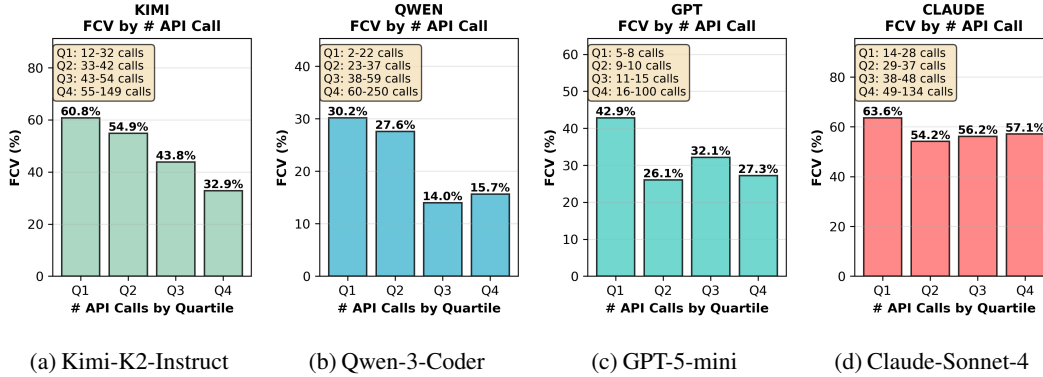 KIMI
FCV by # API Call
FCV (%)
80
60
40
20
0
Q1: 12-32 calls
Q2: 33-42 calls
Q3: 43-54 calls
Q4: 55-149 calls
60.8%
54.9%
43.8%
32.9%
Q1 Q2 Q3 Q4
# API Calls by Quartile
(a) Kimi-K2-Instruct
QWEN
FCV by # API Call
FCV (%)
40
30
20
10
0
Q1: 2-22 calls
Q2: 23-37 calls
Q3: 38-59 calls
Q4: 60-250 calls
30.2%
27.6%
14.0%
15.7%
Q1 Q2 Q3 Q4
# API Calls by Quartile
(b) Qwen-3-Coder
GPT
FCV by # API Call
FCV (%)
60
50
40
30
20
10
0
Q1: 5-8 calls
Q2: 9-10 calls
Q3: 11-15 calls
Q4: 16-100 calls
42.9%
26.1%
32.1%
27.3%
Q1 Q2 Q3 Q4
# API Calls by Quartile
(c) GPT-5-mini
CLAUDE
FCV by # API Call
FCV (%)
80
60
40
20
0
Q1: 14-28 calls
Q2: 29-37 calls
Q3: 38-48 calls
Q4: 49-134 calls
63.6%
54.2%
56.2%
57.1%
Q1 Q2 Q3 Q4
# API Calls by Quartile
(d) Claude-Sonnet-4